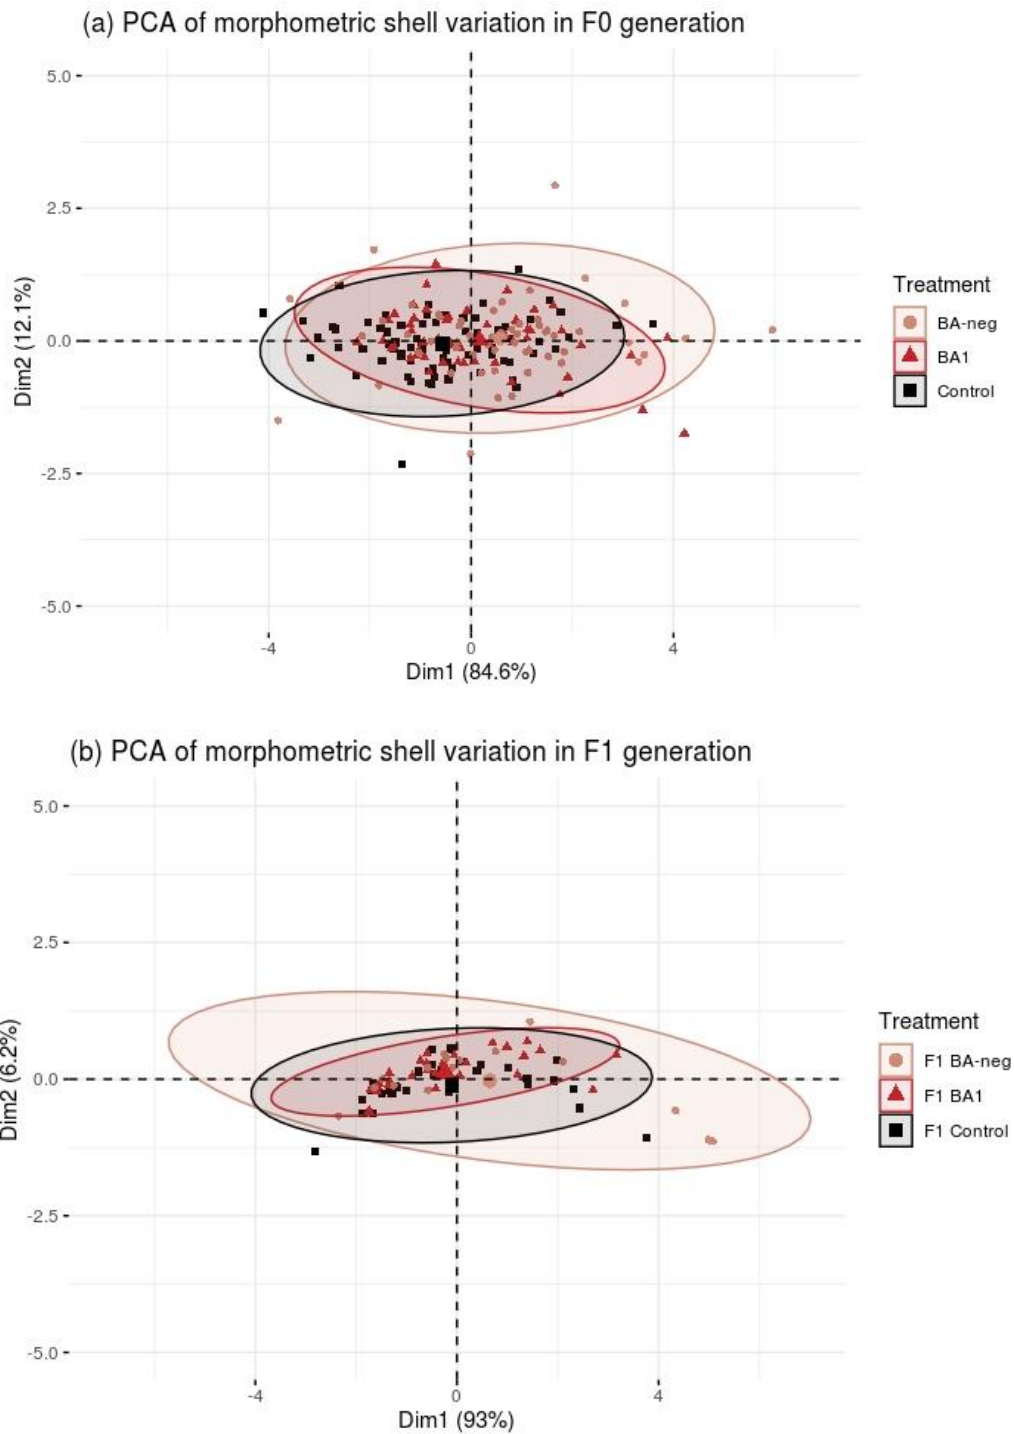 (a) PCA of morphometric shell variation in F0 generation
5.0
2.5
0.0
-2.5
-5.0
Dim2 (12.1%)
-4
0
4
Dim1 (84.6%)
Treatment
BA-neg
BA1
Control
(b) PCA of morphometric shell variation in F1 generation
5.0
2.5
0.0
-2.5
-5.0
Dim2 (6.2%)
-4
0
4
Dim1 (93%)
Treatment
F1 BA-neg
F1 BA1
F1 Control